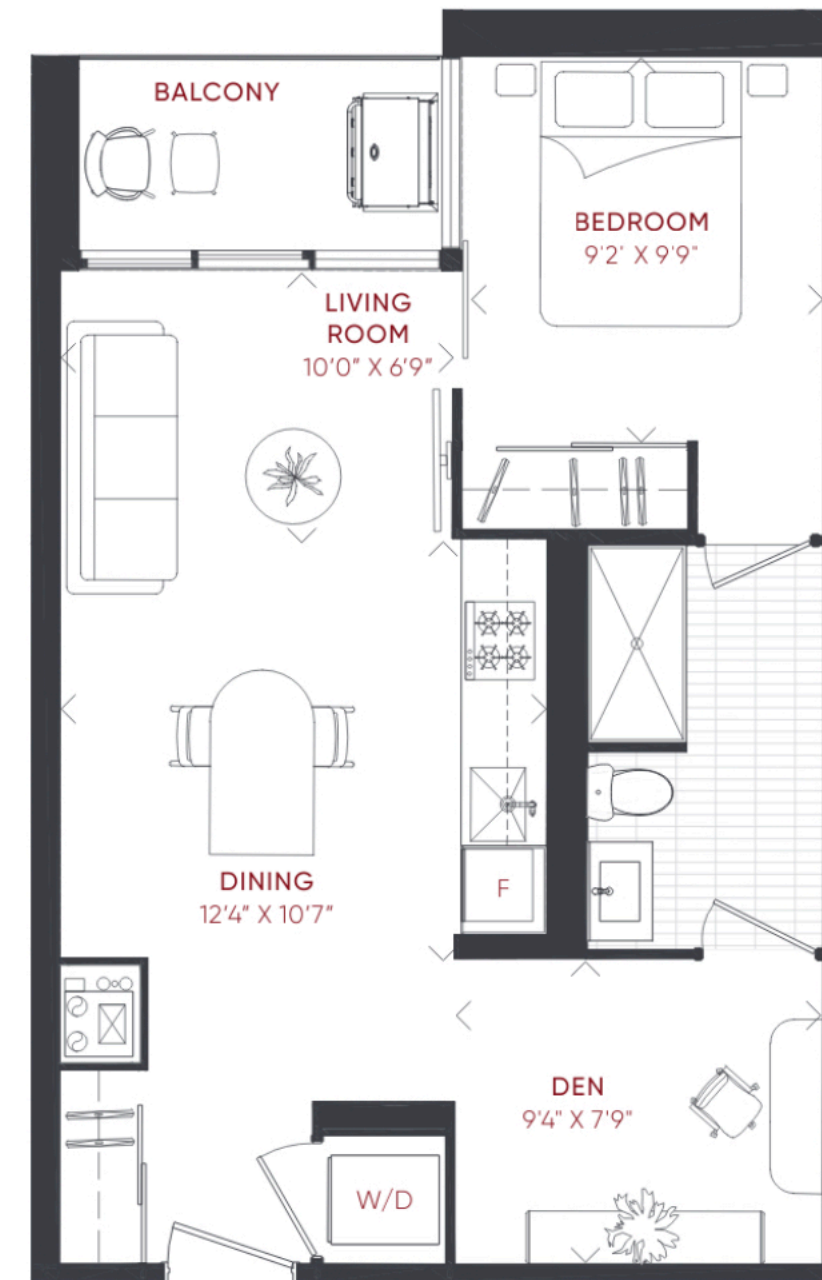 BALCONY
BEDROOM
9'2' X 9'9"
LIVING
ROOM
10'0" X 6'9"
F
DINING
12'4" X 10'7"
DEN
9'4" X 7'9"
W/D